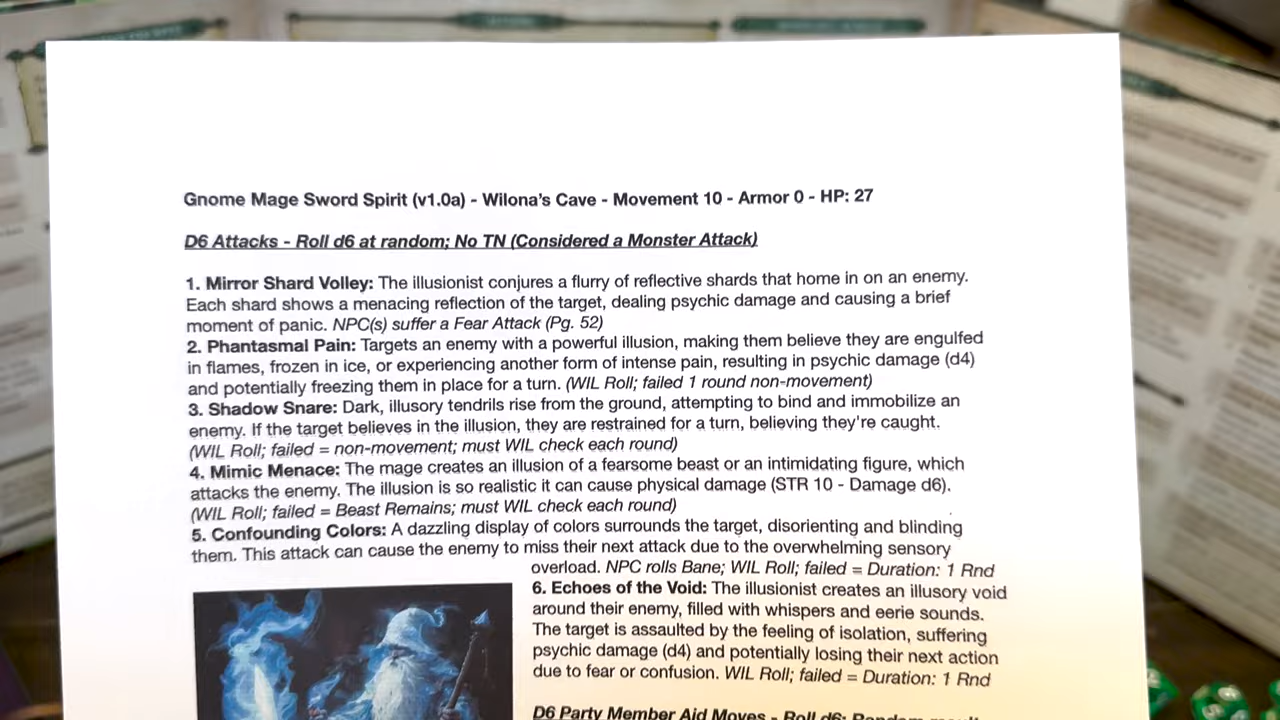 Gnome Mage Sword Spirit (v1.0a) - Wilona's Cave - Movement 10 - Armor 0 - HP: 27
D6 Attacks - Roll d6 at random; No TN (Considered a Monster Attack)
1. Mirror Shard Volley: The illusionist conjures a flurry of reflective shards that home in on an enemy.
Each shard shows a menacing reflection of the target, dealing psychic damage and causing a brief
moment of panic. NPC(s) suffer a Fear Attack (Pg. 52)
2. Phantasmal Pain: Targets an enemy with a powerful illusion, making them believe they are engulfed
in flames, frozen in ice, or experiencing another form of intense pain, resulting in psychic damage (d4)
and potentially freezing them in place for a turn. (WIL Roll; failed 1 round non-movement)
3. Shadow Snare: Dark, illusory tendrils rise from the ground, attempting to bind and immobilize an
enemy. If the target believes in the illusion, they are restrained for a turn, believing they're caught.
(WIL Roll; failed = non-movement; must WIL check each round)
4. Mimic Menace: The mage creates an illusion of a fearsome beast or an intimidating figure, which
attacks the enemy. The illusion is so realistic it can cause physical damage (STR 10 - Damage d6).
(WIL Roll; failed = Beast Remains; must WIL check each round)
5. Confounding Colors: A dazzling display of colors surrounds the target, disorienting and blinding
them. This attack can cause the enemy to miss their next attack due to the overwhelming sensory
overload. NPC rolls Bane; WIL Roll; failed = Duration: 1 Rnd
6. Echoes of the Void: The illusionist creates an illusory void
around their enemy, filled with whispers and eerie sounds.
The target is assaulted by the feeling of isolation, suffering
psychic damage (d4) and potentially losing their next action
due to fear or confusion. WIL Roll; failed = Duration: 1 Rnd
D6 Party Member Aid Moves - Roll d6; Random result